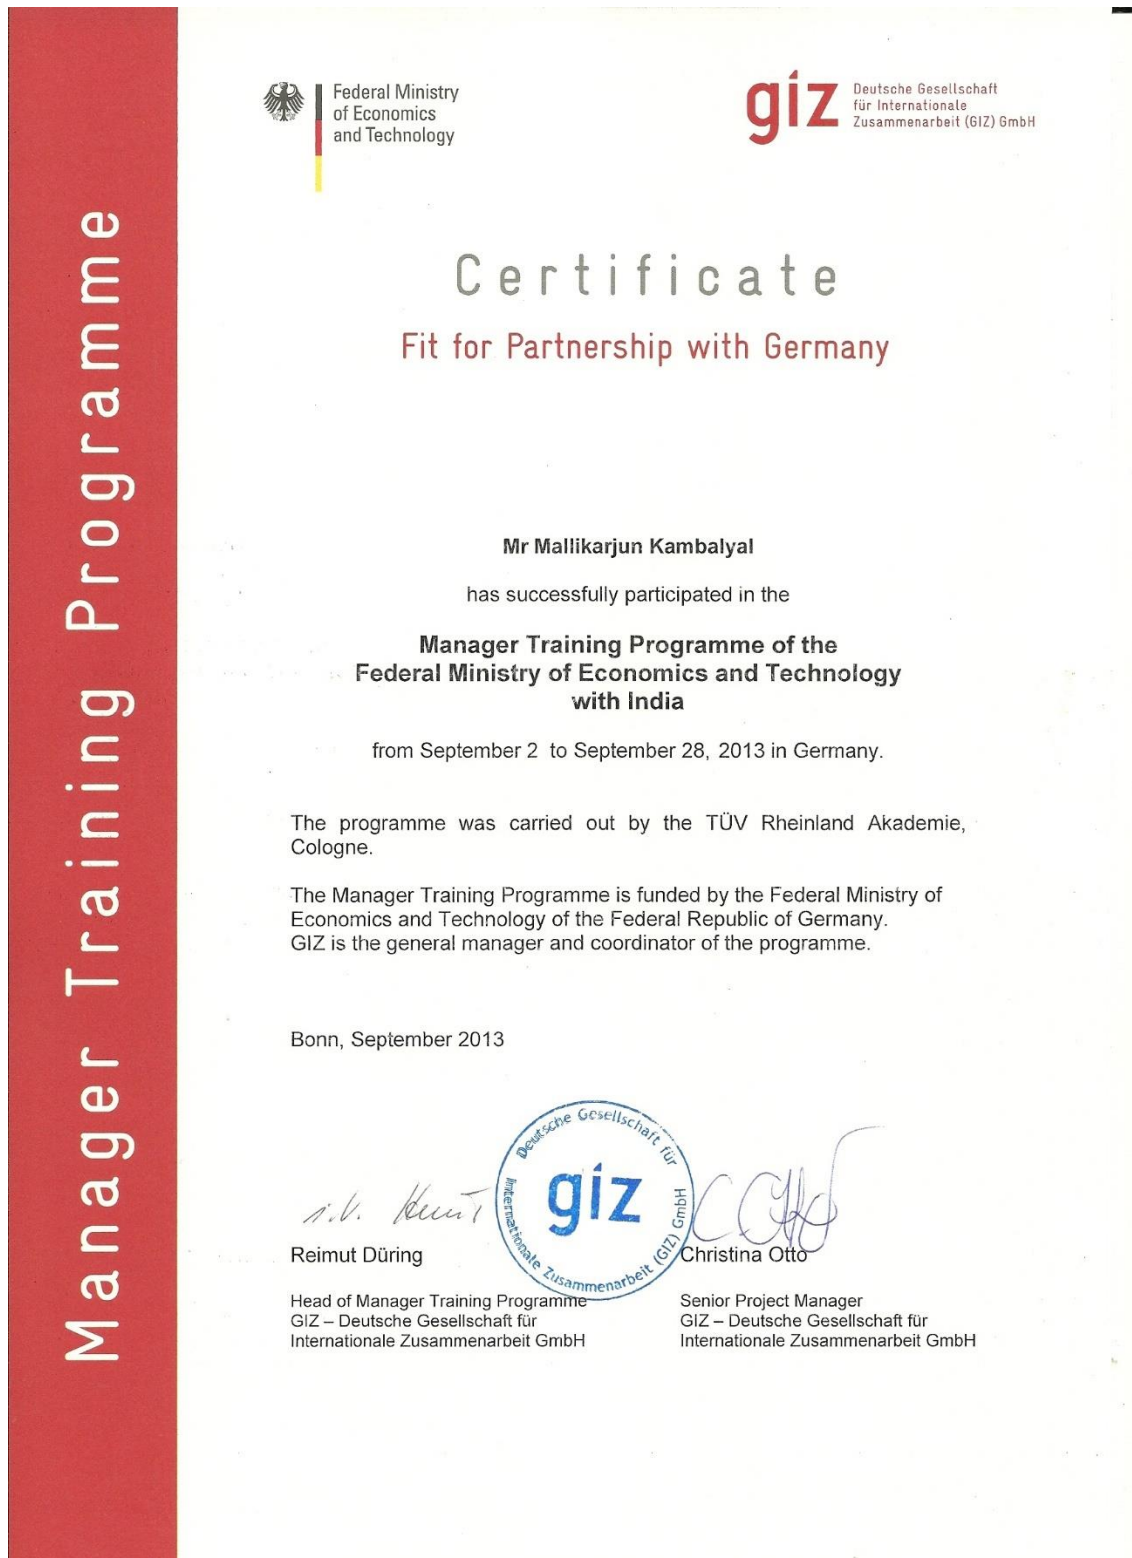 Manager Training Programme
Federal Ministry
of Economics
and Technology
giz
Deutsche Gesellschaft
für Internationale
Zusammenarbeit (GIZ) GmbH
Certificate
Fit for Partnership with Germany
Mr Mallikarjun Kambalyal
has successfully participated in the
Manager Training Programme of the
Federal Ministry of Economics and Technology
with India
from September 2 to September 28, 2013 in Germany.
The programme was carried out by the TÜV Rheinland Akademie,
Cologne.
The Manager Training Programme is funded by the Federal Ministry of
Economics and Technology of the Federal Republic of Germany.
GIZ is the general manager and coordinator of the programme.
Bonn, September 2013
Deutsche Gesellschaft für
Internationale Zusammenarbeit (GIZ) GmbH
giz
i.V.
C Otto
Reimut Düring
Christina Otto
Head of Manager Training Programme
GIZ – Deutsche Gesellschaft für
Internationale Zusammenarbeit GmbH
Senior Project Manager
GIZ – Deutsche Gesellschaft für
Internationale Zusammenarbeit GmbH